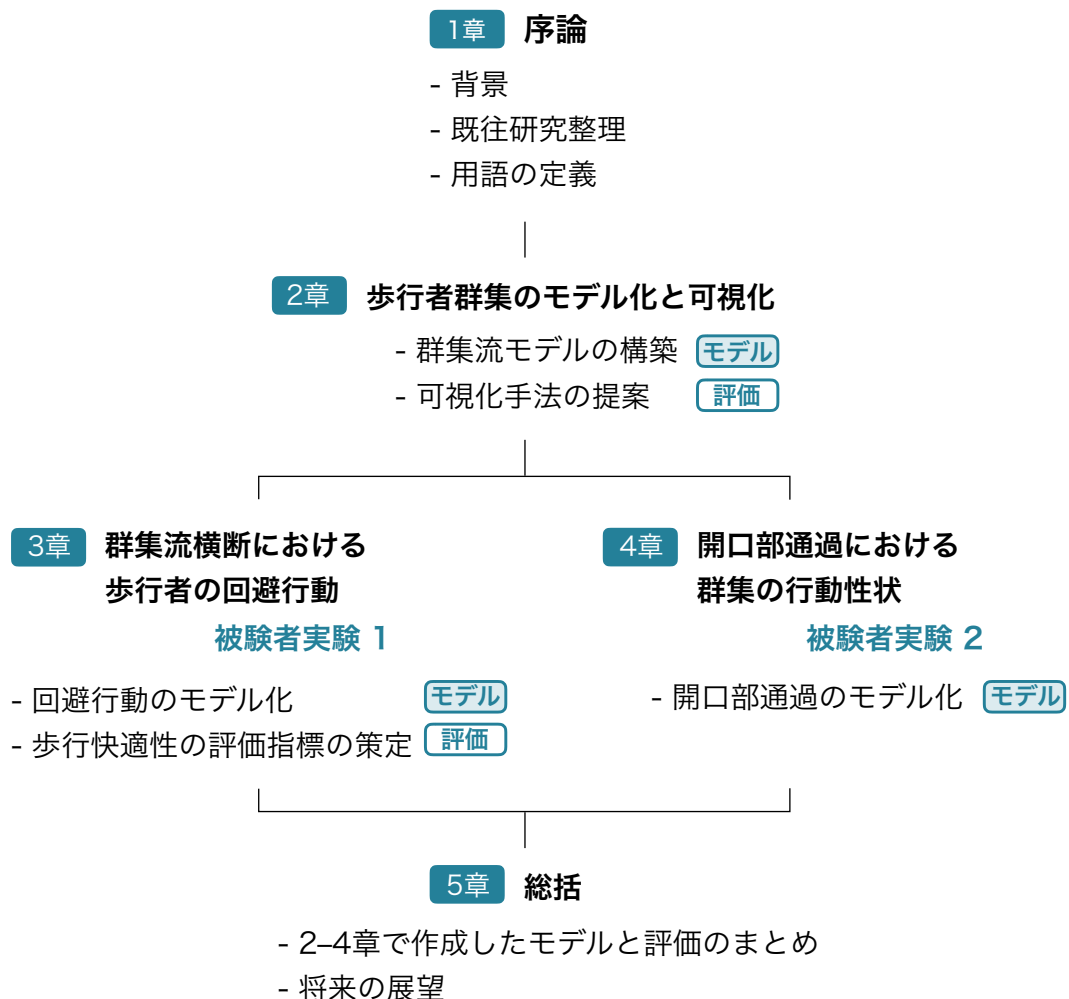 1章 序論
- 背景
- 既往研究整理
- 用語の定義
2章 歩行者群集のモデル化と可視化
- 群集流モデルの構築 モデル
- 可視化手法の提案 評価
3章 群集流横断における
歩行者の回避行動
被験者実験 1
- 回避行動のモデル化 モデル
- 歩行快適性の評価指標の策定 評価
4章 開口部通過における
群集の行動性状
被験者実験 2
- 開口部通過のモデル化 モデル
5章 総括
- 2–4章で作成したモデルと評価のまとめ
- 将来の展望